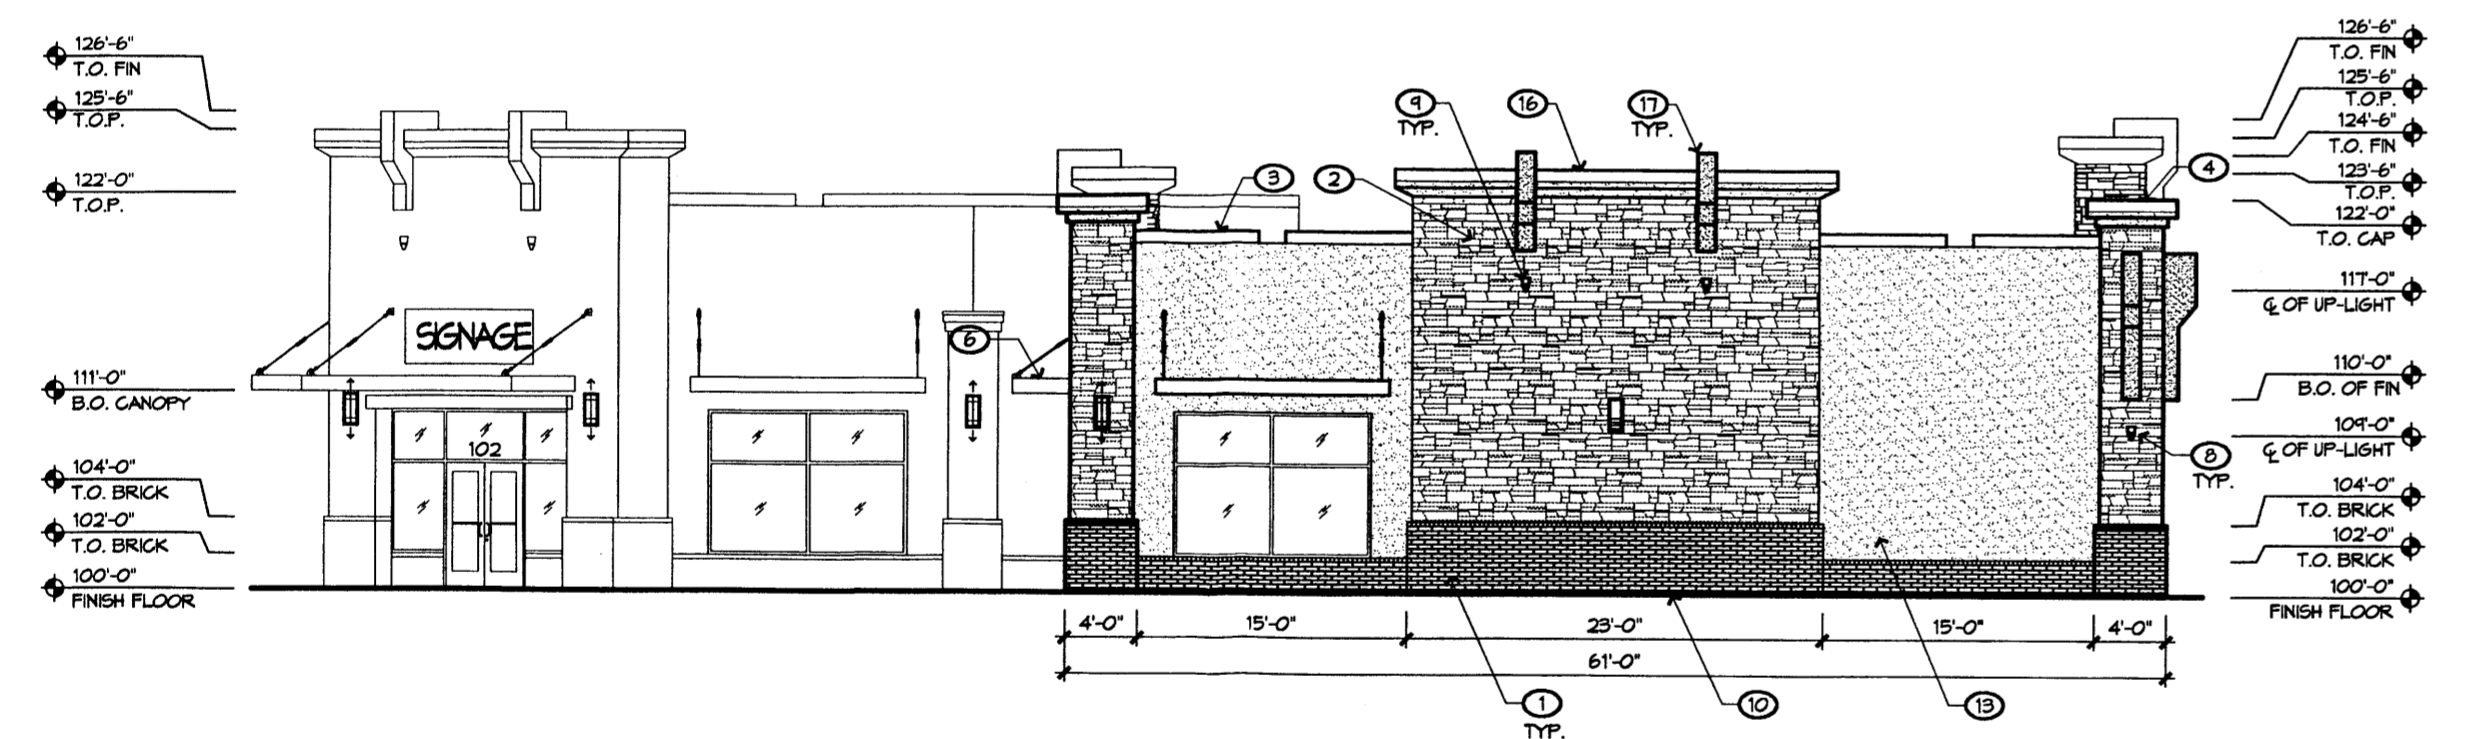 126'-6"
T.O. FIN
125'-6"
T.O.P.
122'-0"
T.O.P.
111'-0"
B.O. CANOPY
104'-0"
T.O. BRICK
102'-0"
T.O. BRICK
100'-0"
FINISH FLOOR
SIGNAGE
102
6
3
2
9
TYP.
16
17
TYP.
4
8
TYP.
126'-6"
T.O. FIN
125'-6"
T.O.P.
124'-6"
T.O. FIN
123'-6"
T.O.P.
122'-0"
T.O. CAP
117'-0"
℄ OF UP-LIGHT
110'-0"
B.O. OF FIN
109'-0"
℄ OF UP-LIGHT
104'-0"
T.O. BRICK
102'-0"
T.O. BRICK
100'-0"
FINISH FLOOR
4'-0" 15'-0" 23'-0" 15'-0" 4'-0"
61'-0"
1
TYP.
10
13